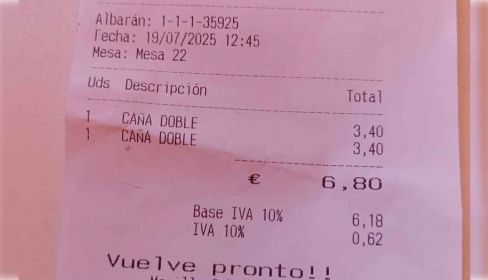 Albarán: 1-1-1-35925
Fecha: 19/07/2025 12:45
Mesa: Mesa 22
Uds Descripción Total
1 CAÑA DOBLE 3,40
1 CAÑA DOBLE 3,40
€ 6,80
Base IVA 10% 6,18
IVA 10% 0,62
Vuelve pronto!!